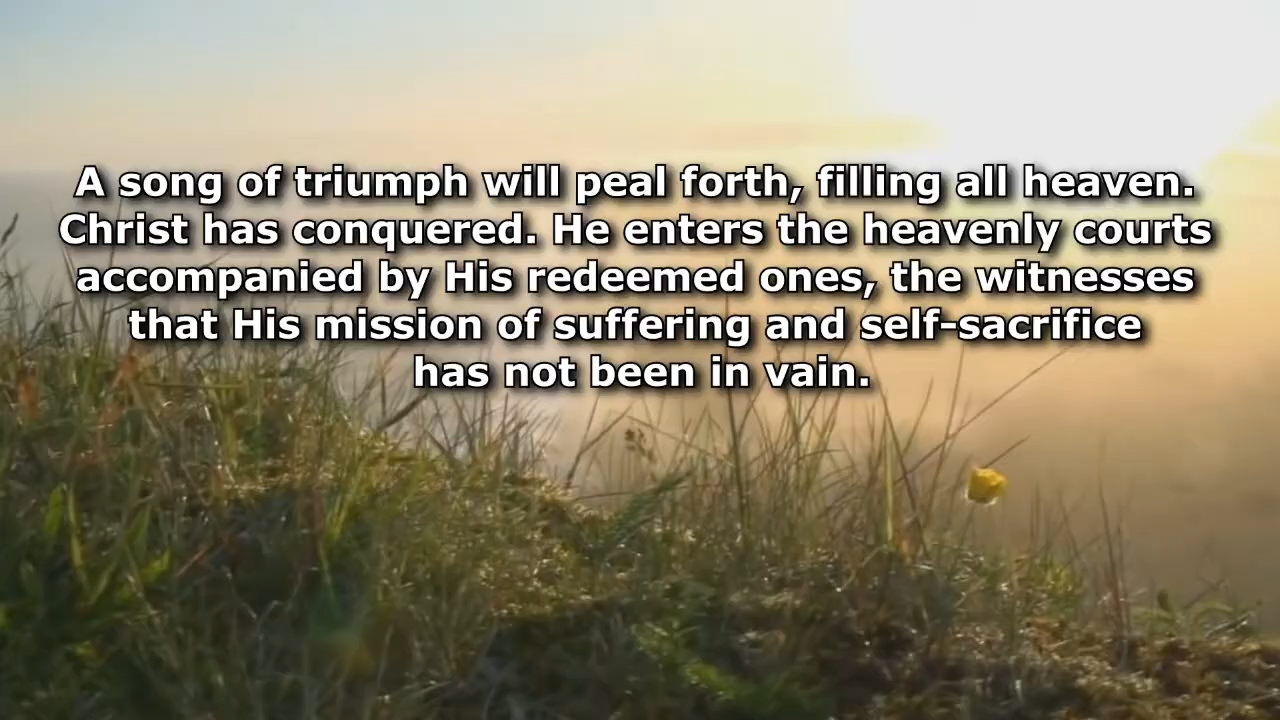 A song of triumph will peal forth, filling all heaven.
Christ has conquered. He enters the heavenly courts
accompanied by His redeemed ones, the witnesses
that His mission of suffering and self-sacrifice
has not been in vain.